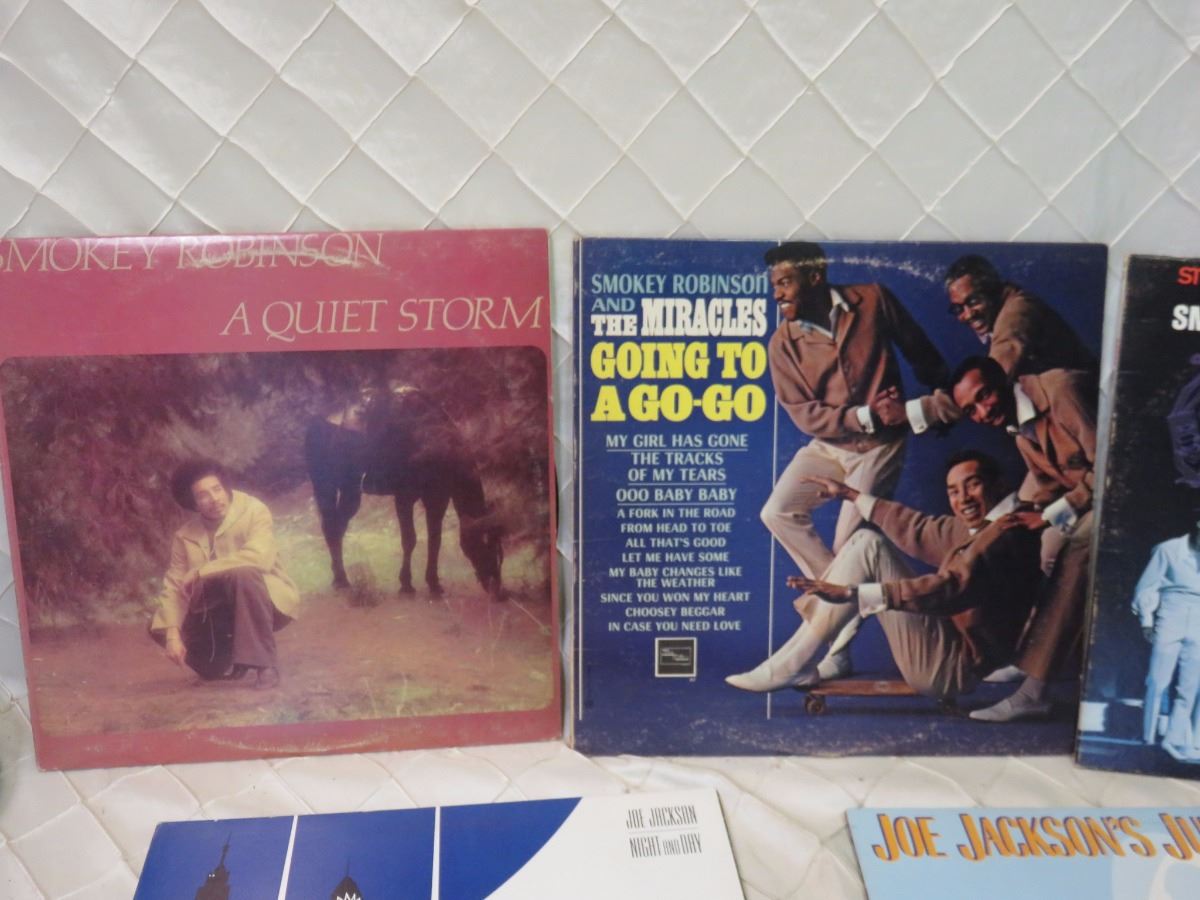 SMOKEY ROBINSON
A QUIET STORM
SMOKEY ROBINSON
AND
THE MIRACLES
GOING TO
A GO-GO
MY GIRL HAS GONE
THE TRACKS
OF MY TEARS
OOO BABY BABY
A FORK IN THE ROAD
FROM HEAD TO TOE
ALL THAT'S GOOD
LET ME HAVE SOME
MY BABY CHANGES LIKE
THE WEATHER
SINCE YOU WON MY HEART
CHOOSEY BEGGAR
IN CASE YOU NEED LOVE
ST
SM
JOE JACKSON
NIGHT AND DAY
JOE JACKSON'S JU